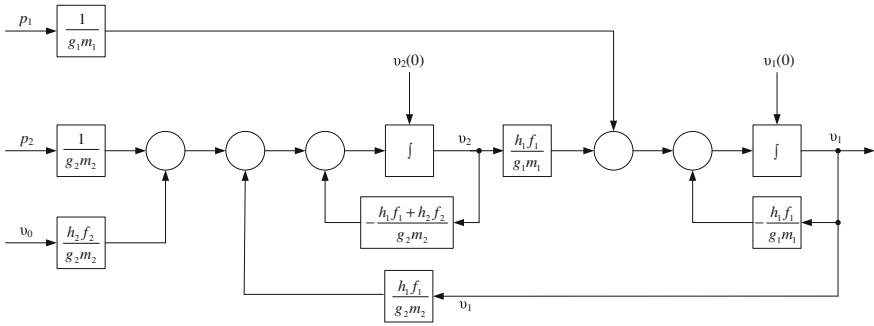 p₁
1
g₁m₁
υ₂(0)
υ₁(0)
p₂
1
g₂m₂
∫
υ₂
h₁f₁
g₁m₁
∫
υ₁
υ₀
h₂f₂
g₂m₂
− h₁f₁ + h₂f₂
g₂m₂
− h₁f₁
g₁m₁
h₁f₁
g₂m₂
υ₁